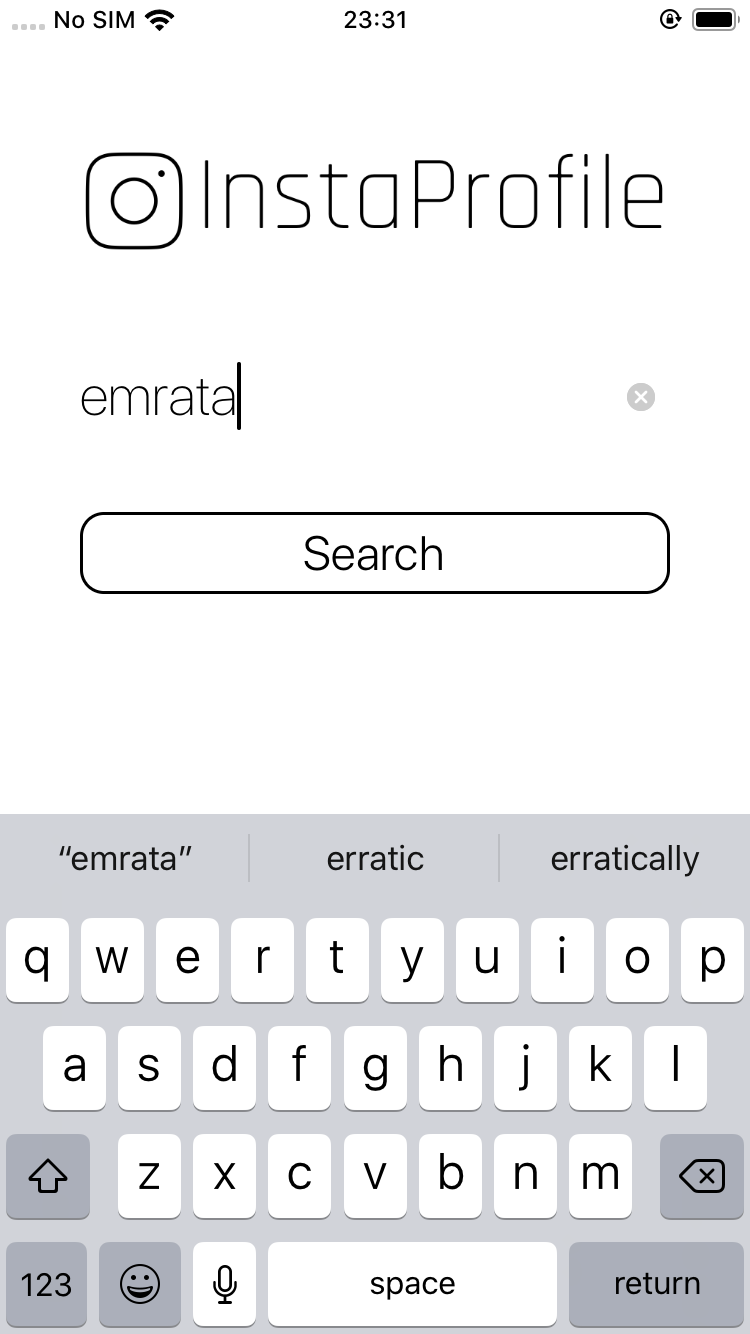 No SIM 23:31
InstaProfile
emrata
Search
“emrata” erratic erratically
q w e r t y u i o p
a s d f g h j k l
z x c v b n m
123 space return